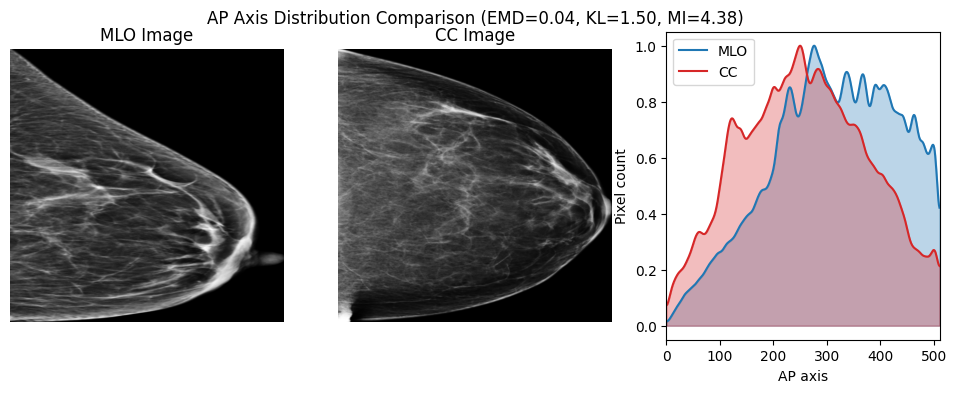 AP Axis Distribution Comparison (EMD=0.04, KL=1.50, MI=4.38)
MLO Image
CC Image
MLO
CC
Pixel count
1.0
0.8
0.6
0.4
0.2
0.0
0 100 200 300 400 500
AP axis